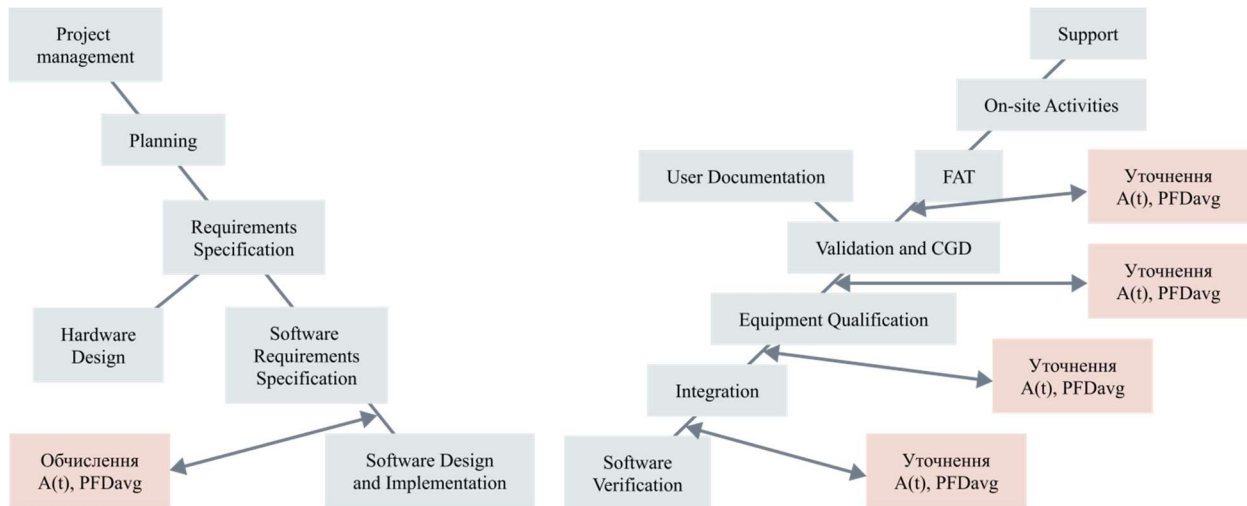 Project
management
Planning
Requirements
Specification
Hardware
Design
Software
Requirements
Specification
Обчислення
A(t), PFDavg
Software Design
and Implementation
Support
On-site Activities
User Documentation
FAT
Уточнення
A(t), PFDavg
Validation and CGD
Уточнення
A(t), PFDavg
Equipment Qualification
Integration
Уточнення
A(t), PFDavg
Software
Verification
Уточнення
A(t), PFDavg